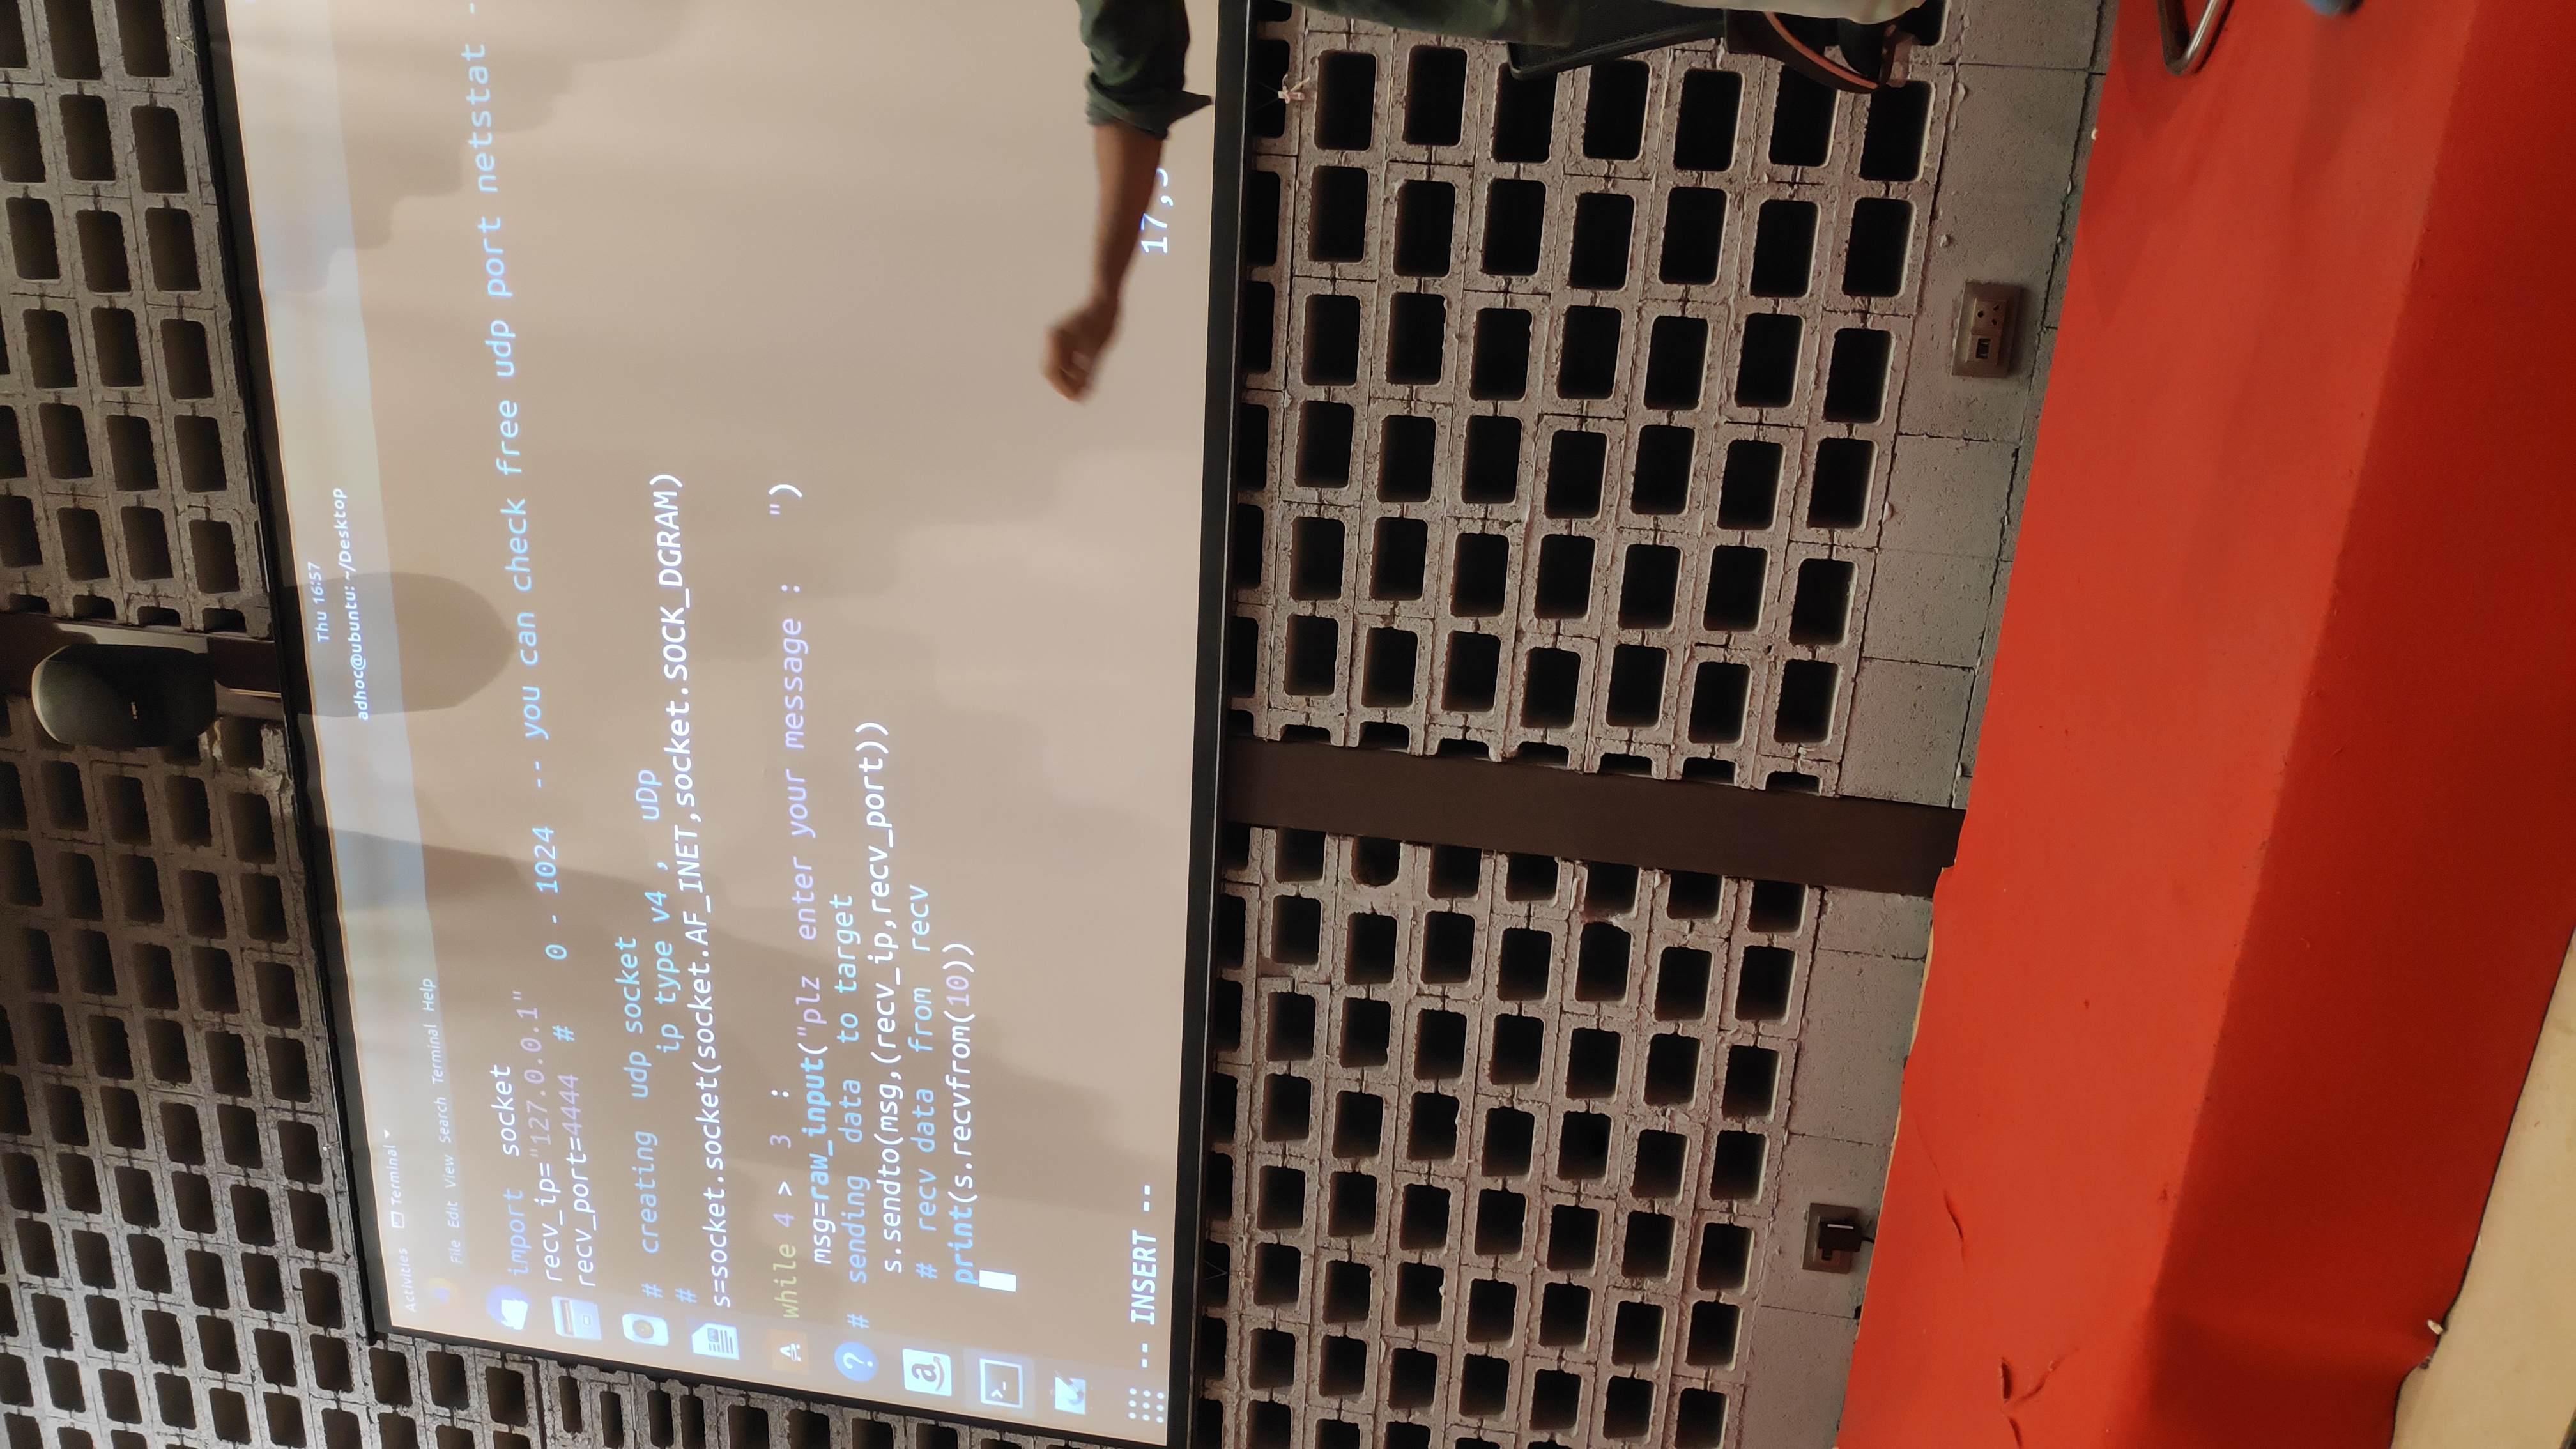 Thu 16:57
Activities Terminal
adhoc@ubuntu: ~/Desktop
File Edit View Search Terminal Help
import socket
recv_ip="127.0.0.1"
recv_port=4444 # 0 - 1024 -- you can check free udp port netstat -
# creating udp socket
# ip type v4 , uDp
s=socket.socket(socket.AF_INET,socket.SOCK_DGRAM)
while 4 > 3 :
msg=raw_input("plz enter your message : ")
# sending data to target
s.sendto(msg,(recv_ip,recv_port))
# recv data from recv
print(s.recvfrom(10))
-- INSERT --
17,